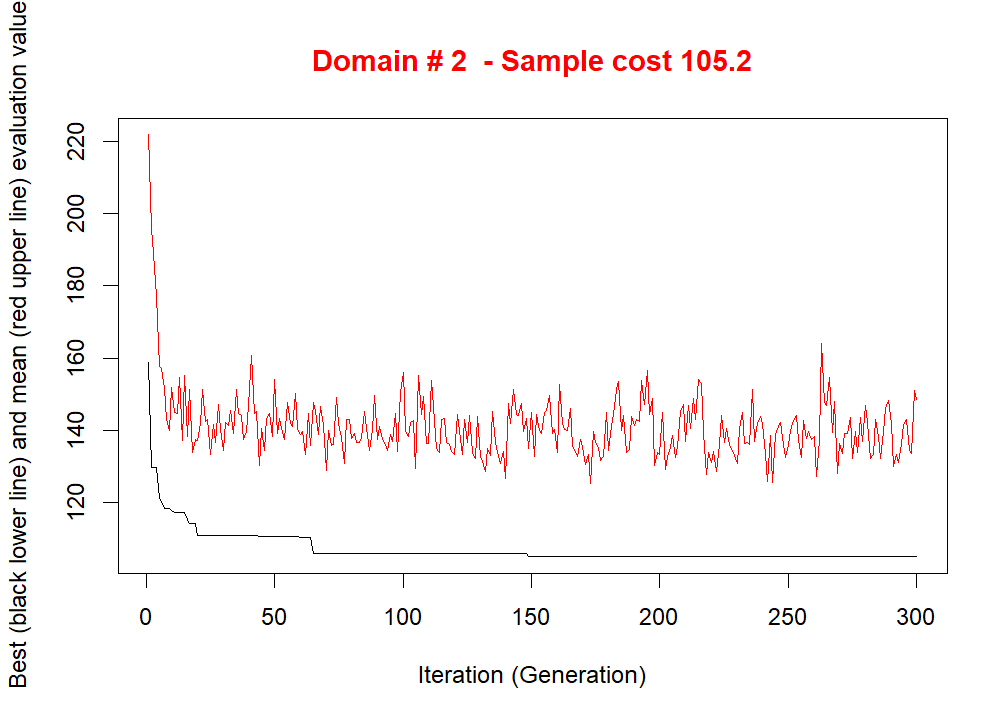 Domain # 2  - Sample cost 105.2
Best (black lower line) and mean (red upper line) evaluation value
220
200
180
160
140
120
0 50 100 150 200 250 300
Iteration (Generation)